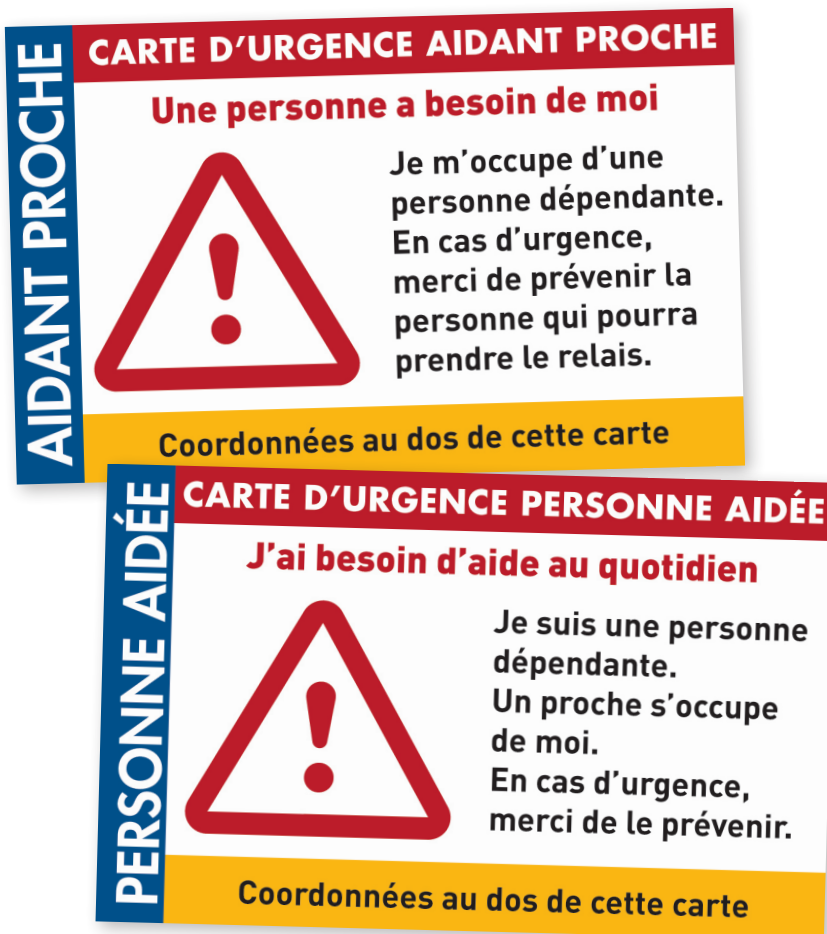 AIDANT PROCHE
CARTE D'URGENCE AIDANT PROCHE
Une personne a besoin de moi
Je m'occupe d'une
personne dépendante.
En cas d'urgence,
merci de prévenir la
personne qui pourra
prendre le relais.
Coordonnées au dos de cette carte
PERSONNE AIDÉE
CARTE D'URGENCE PERSONNE AIDÉE
J'ai besoin d'aide au quotidien
Je suis une personne
dépendante.
Un proche s'occupe
de moi.
En cas d'urgence,
merci de le prévenir.
Coordonnées au dos de cette carte